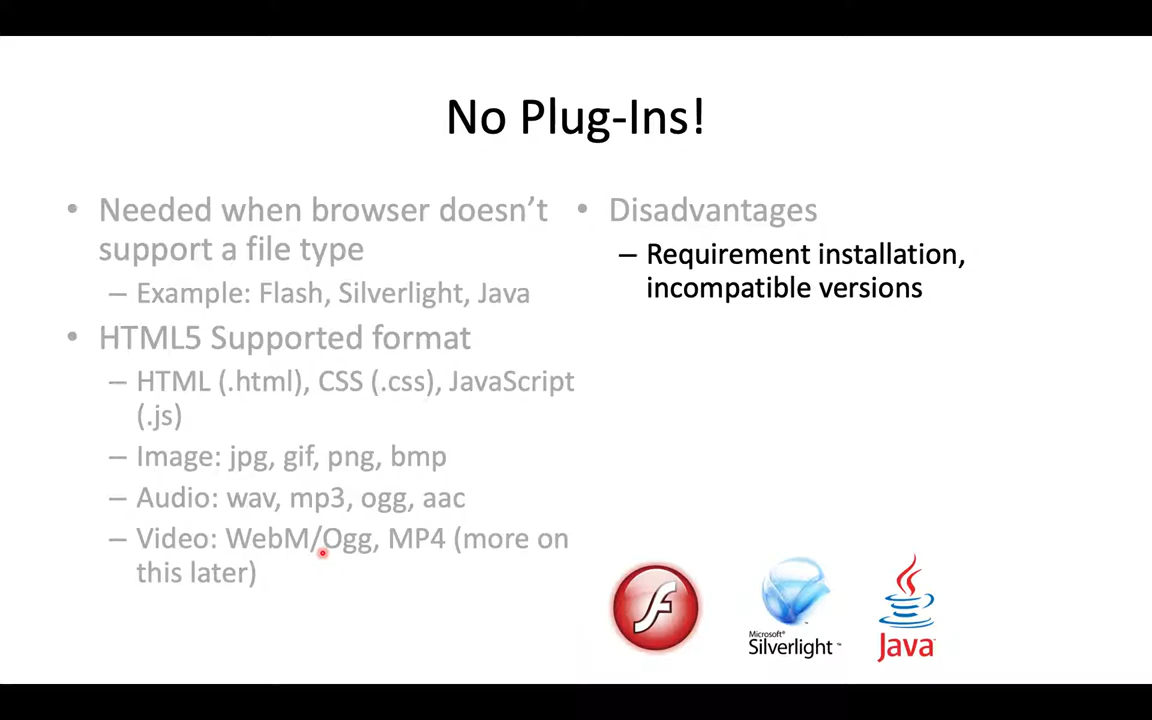 No Plug-Ins!
• Needed when browser doesn't
support a file type
– Example: Flash, Silverlight, Java
• HTML5 Supported format
– HTML (.html), CSS (.css), JavaScript
(.js)
– Image: jpg, gif, png, bmp
– Audio: wav, mp3, ogg, aac
– Video: WebM/Ogg, MP4 (more on
this later)
• Disadvantages
– Requirement installation,
incompatible versions
Microsoft®
Silverlight™
Java™